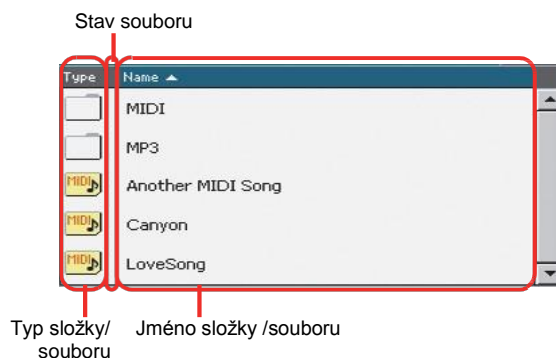 Stav souboru
Type Name
MIDI
MP3
MIDI Another MIDI Song
MIDI Canyon
MIDI LoveSong
Typ složky/ Jméno složky /souboru
souboru